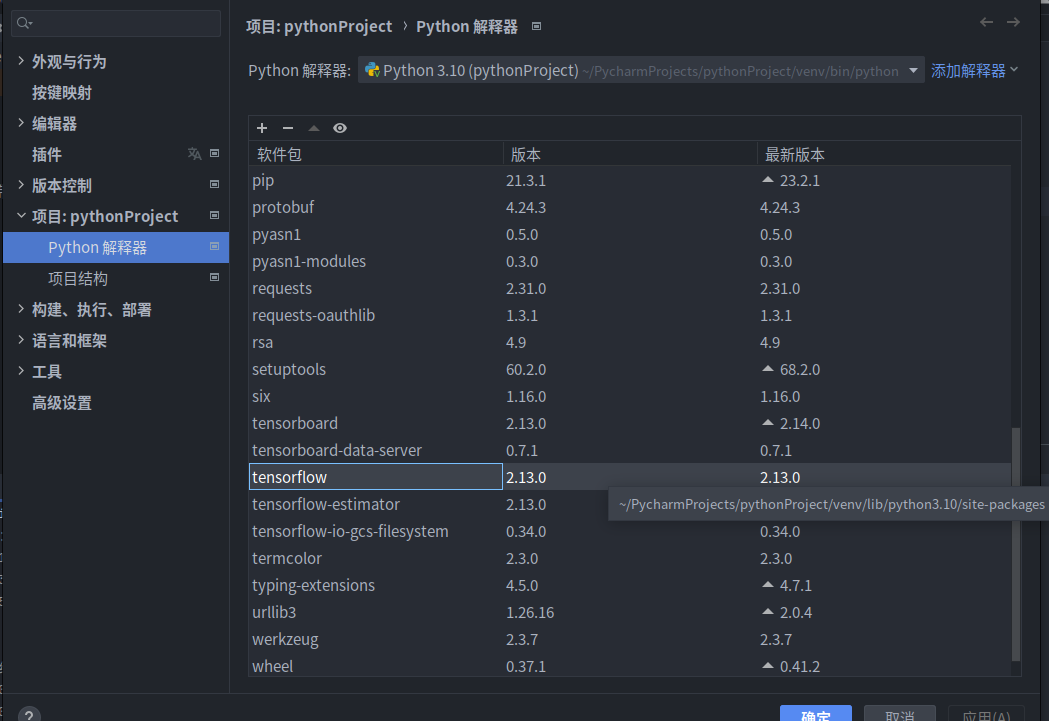 项目: pythonProject › Python 解释器
外观与行为
按键映射
编辑器
插件
版本控制
项目: pythonProject
Python 解释器
项目结构
构建、执行、部署
语言和框架
工具
高级设置
Python 解释器: Python 3.10 (pythonProject) ~/PycharmProjects/pythonProject/venv/bin/python 添加解释器
软件包 版本 最新版本
pip 21.3.1 23.2.1
protobuf 4.24.3 4.24.3
pyasn1 0.5.0 0.5.0
pyasn1-modules 0.3.0 0.3.0
requests 2.31.0 2.31.0
requests-oauthlib 1.3.1 1.3.1
rsa 4.9 4.9
setuptools 60.2.0 68.2.0
six 1.16.0 1.16.0
tensorboard 2.13.0 2.14.0
tensorboard-data-server 0.7.1 0.7.1
tensorflow 2.13.0 2.13.0
tensorflow-estimator 2.13.0
~/PycharmProjects/pythonProject/venv/lib/python3.10/site-packages
tensorflow-io-gcs-filesystem 0.34.0 0.34.0
termcolor 2.3.0 2.3.0
typing-extensions 4.5.0 4.7.1
urllib3 1.26.16 2.0.4
werkzeug 2.3.7 2.3.7
wheel 0.37.1 0.41.2
? 确定 取消 应用(A)